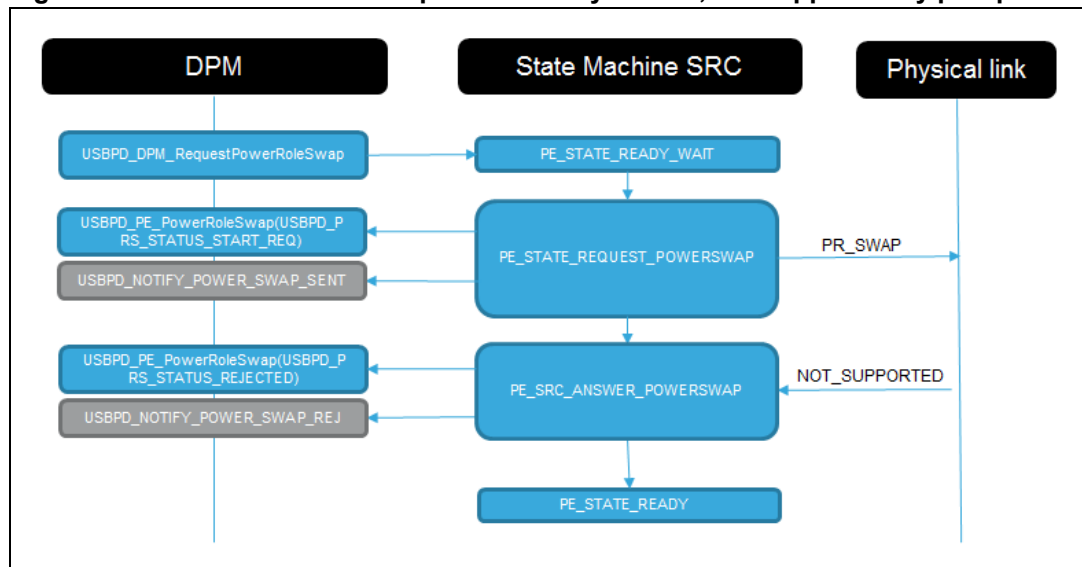 DPM
State Machine SRC
Physical link
USBPD_DPM_RequestPowerRoleSwap
PE_STATE_READY_WAIT
USBPD_PE_PowerRoleSwap(USBPD_P
RS_STATUS_START_REQ)
PE_STATE_REQUEST_POWERSWAP
PR_SWAP
USBPD_NOTIFY_POWER_SWAP_SENT
USBPD_PE_PowerRoleSwap(USBPD_P
RS_STATUS_REJECTED)
PE_SRC_ANSWER_POWERSWAP
NOT_SUPPORTED
USBPD_NOTIFY_POWER_SWAP_REJ
PE_STATE_READY